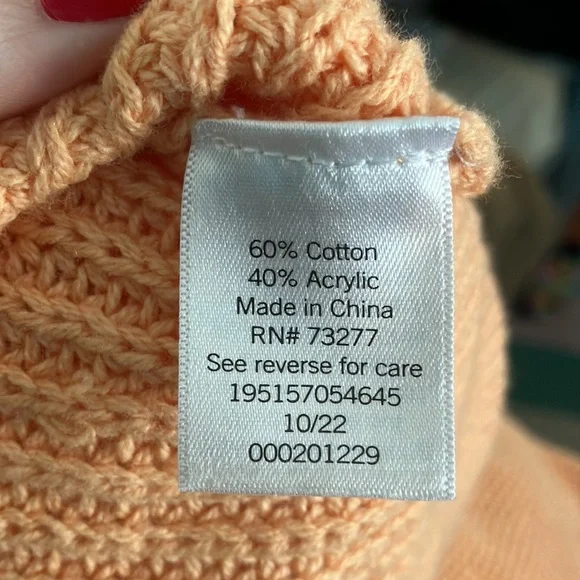 60% Cotton
40% Acrylic
Made in China
RN# 73277
See reverse for care
195157054645
10/22
000201229